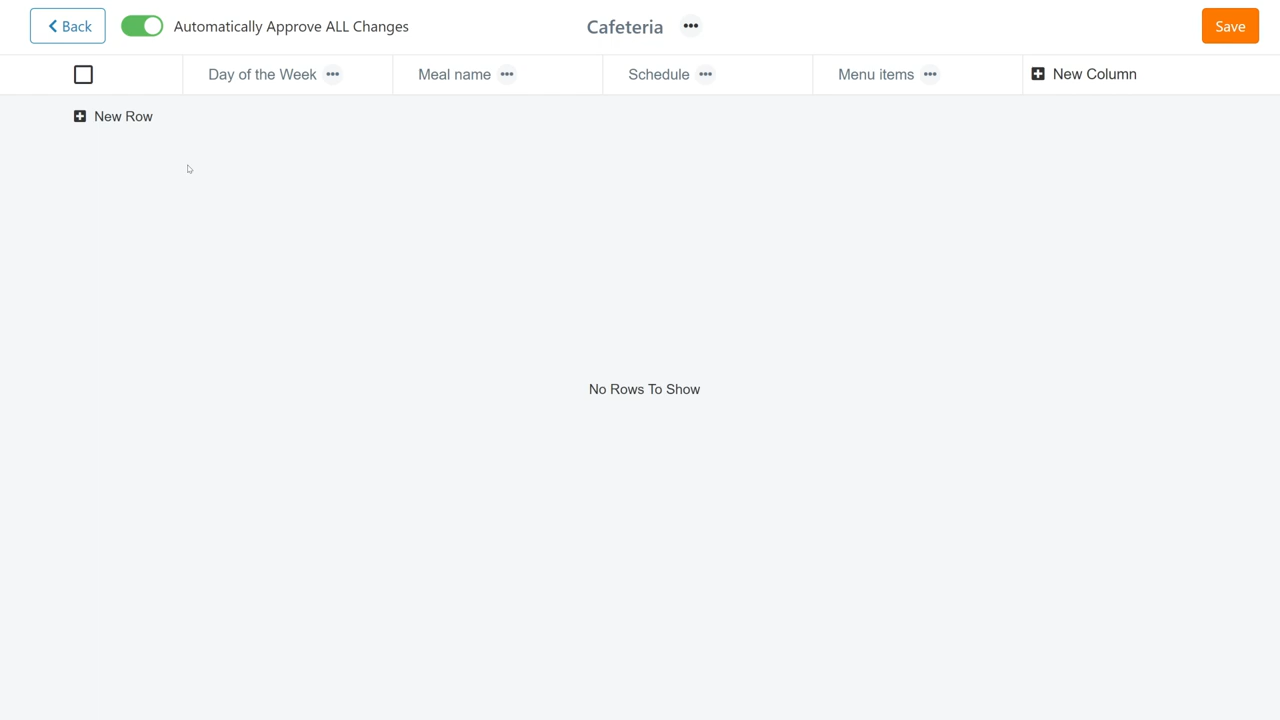 Back
Automatically Approve ALL Changes
Cafeteria
Save
Day of the Week
Meal name
Schedule
Menu items
New Column
New Row
No Rows To Show